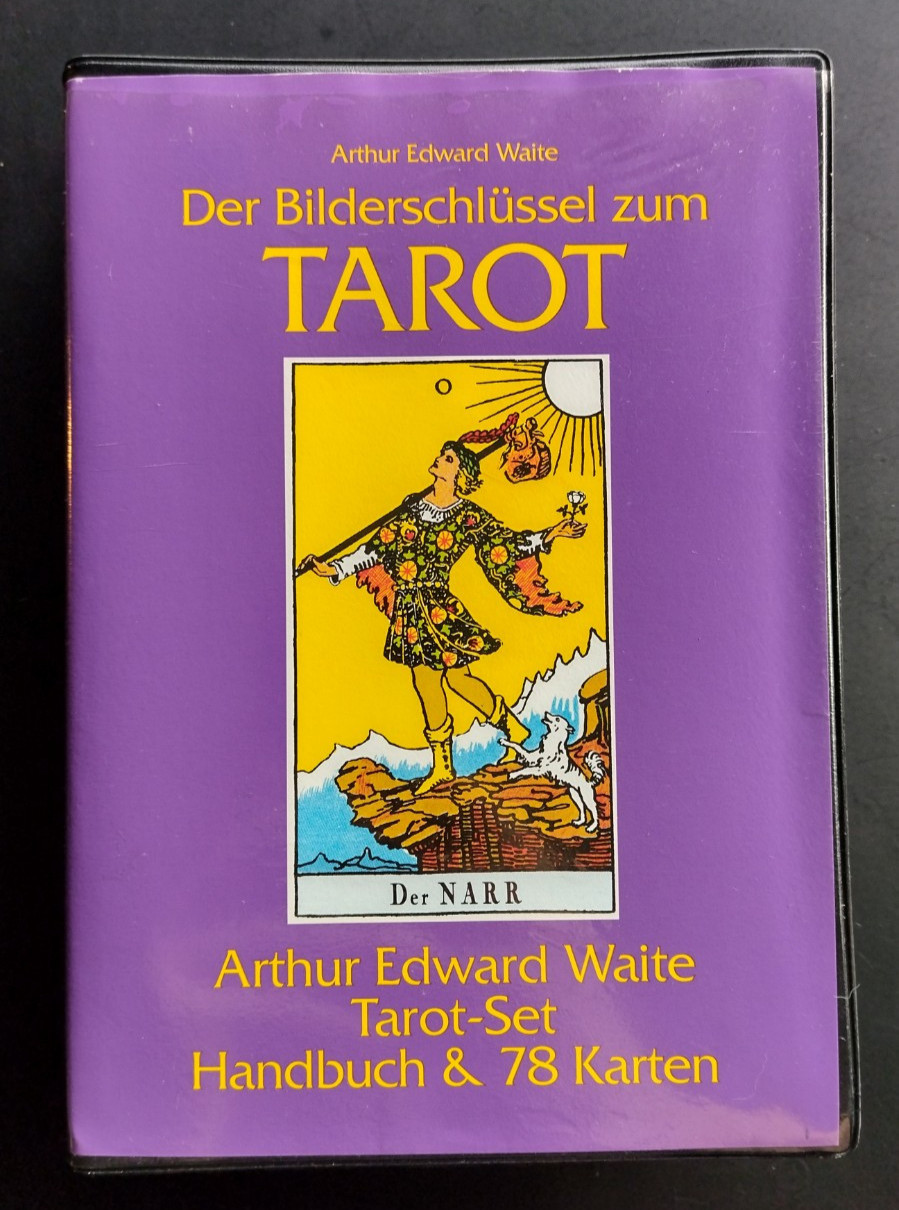 Arthur Edward Waite
Der Bilderschlüssel zum
TAROT
0
Der NARR
Arthur Edward Waite
Tarot-Set
Handbuch & 78 Karten